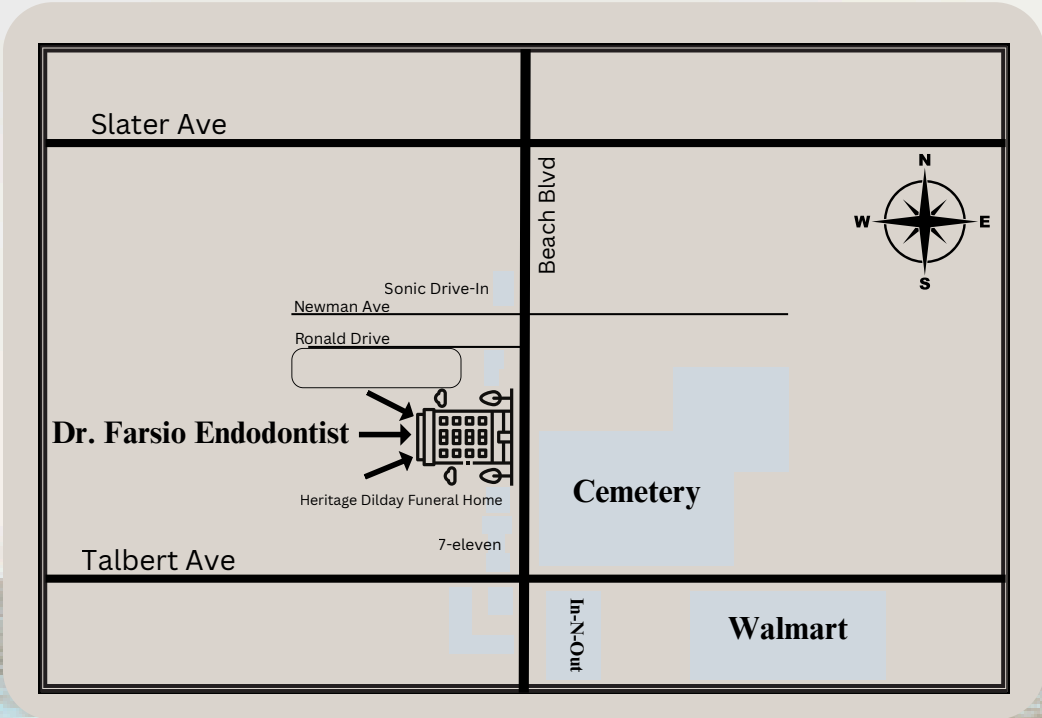 Slater Ave
Beach Blvd
N
W
E
S
Sonic Drive-In
Newman Ave
Ronald Drive
Dr. Farsio Endodontist
Cemetery
Heritage Dilday Funeral Home
7-eleven
Talbert Ave
In-N-Out
Walmart